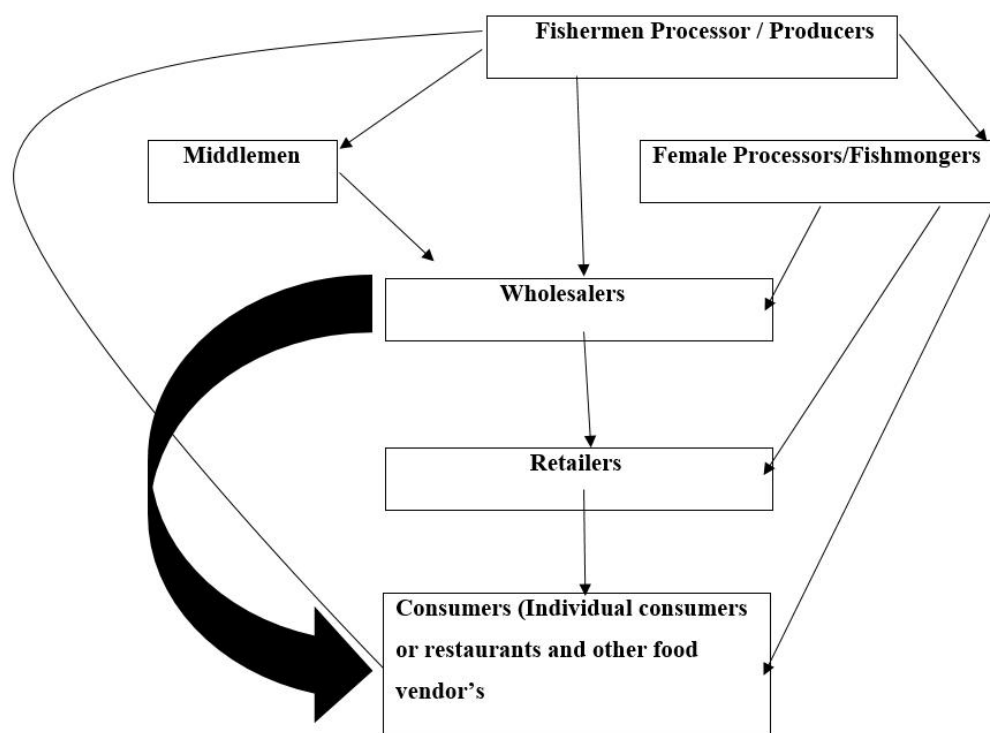 Fishermen Processor / Producers
Middlemen
Female Processors/Fishmongers
Wholesalers
Retailers
Consumers (Individual consumers
or restaurants and other food
vendor’s